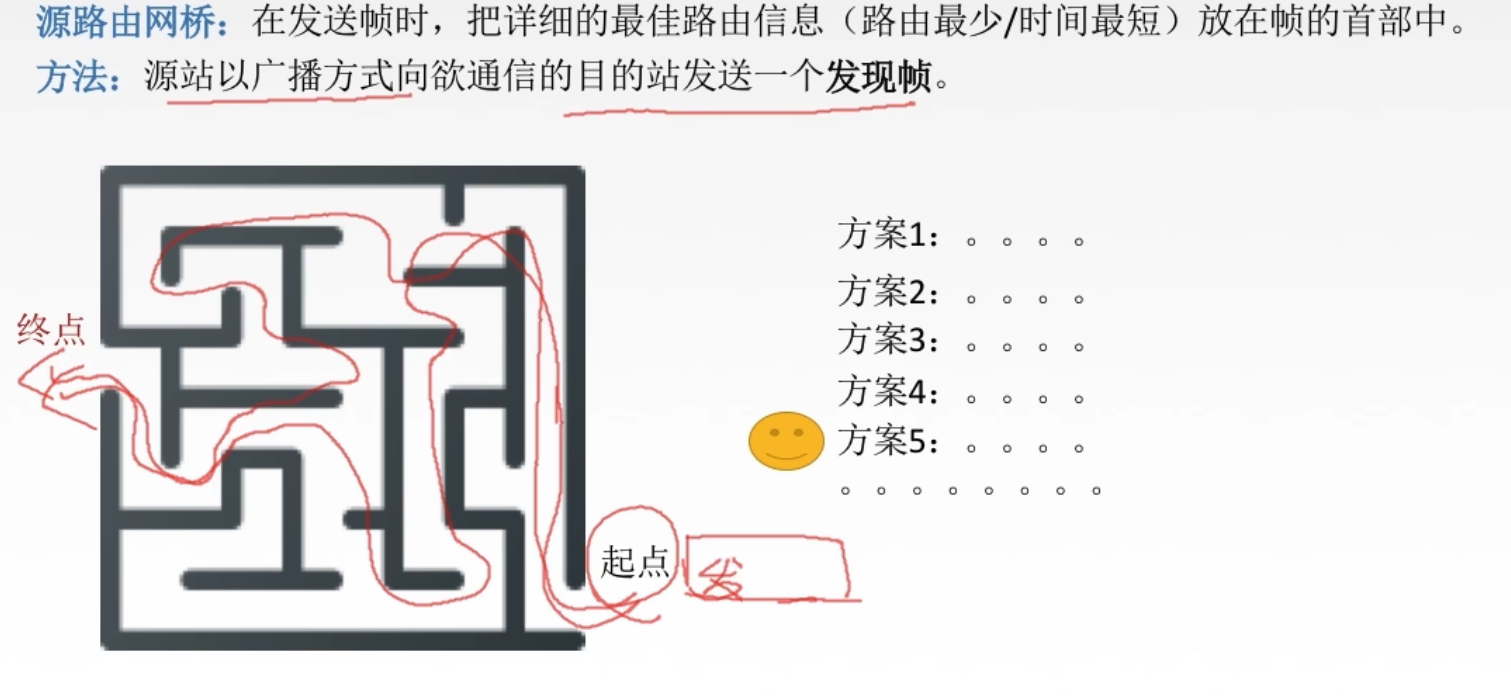 源路由网桥：在发送帧时，把详细的最佳路由信息（路由最少/时间最短）放在帧的首部中。
方法：源站以广播方式向欲通信的目的站发送一个发现帧。
方案1：。。。。
方案2：。。。。
终点
方案3：。。。。
方案4：。。。。
方案5：。。。。
。。。。。。。。
起点
发